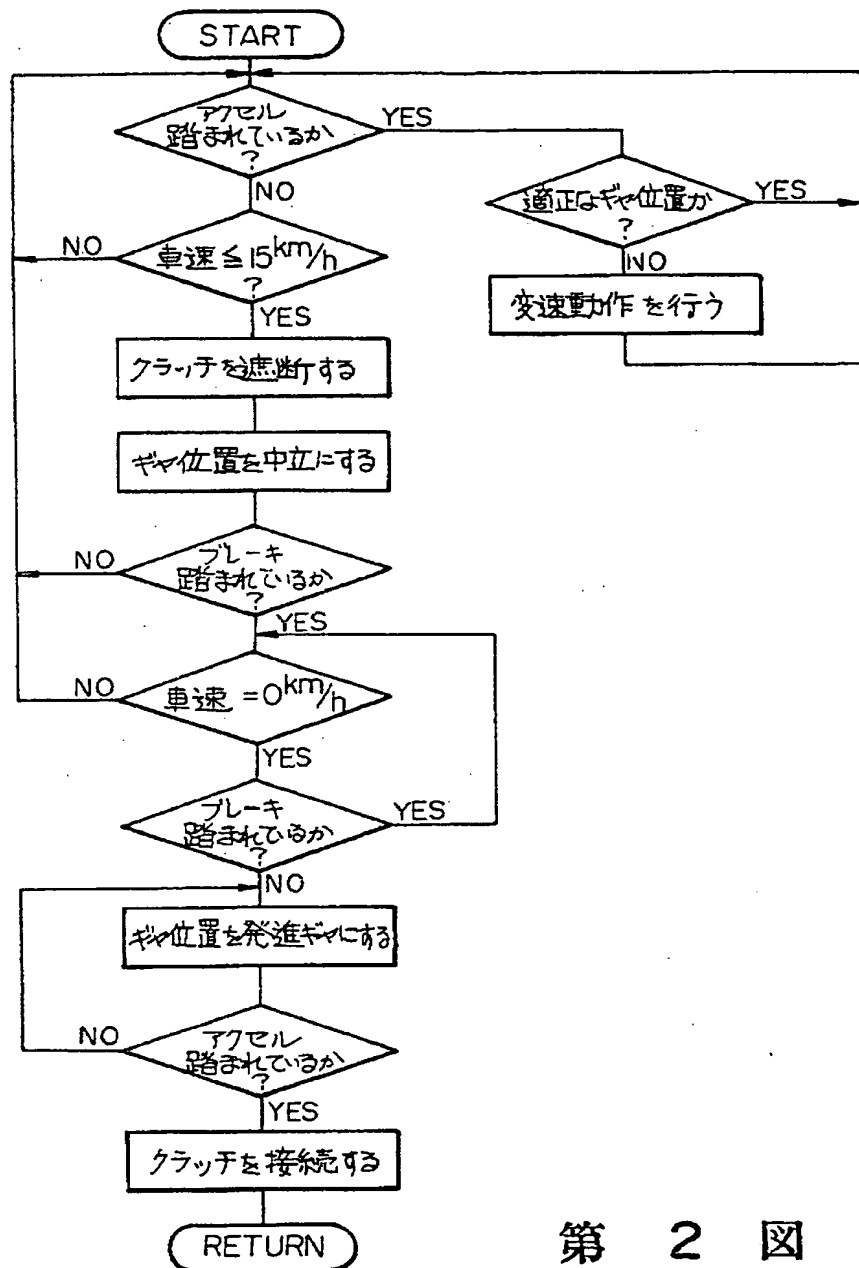 START
アクセル
踏まれているか
?
YES
NO
適正なギヤ位置か
?
YES
NO
変速動作を行う
車速≦15km/h
?
NO
YES
クラッチを遮断する
ギヤ位置を中立にする
ブレーキ
踏まれているか
?
NO
YES
車速=0km/h
NO
YES
ブレーキ
踏まれているか
?
YES
NO
ギヤ位置を発進ギヤにする
アクセル
踏まれているか
?
NO
YES
クラッチを接続する
RETURN
第 2 図